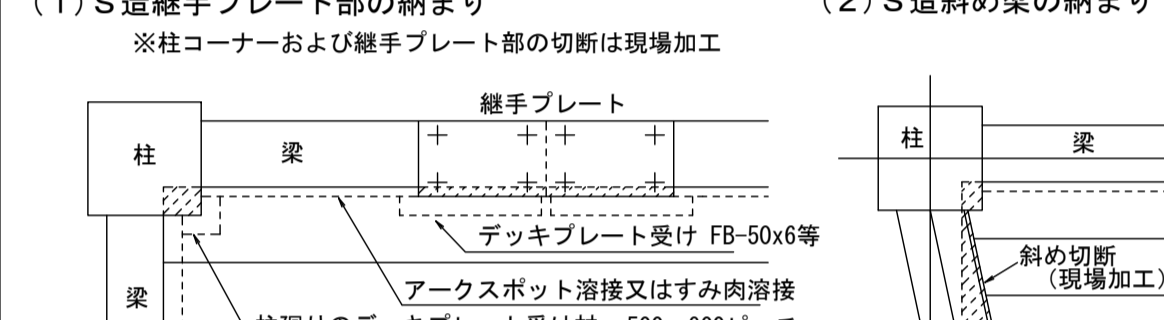 (1)S造継手プレート部の納まり
(2)S造斜め梁の納まり
※柱コーナーおよび継手プレート部の切断は現場加工
継手プレート
柱
梁
柱
梁
デッキプレート受け FB-50x6等
斜め切断
(現場加工)
アークスポット溶接又はすみ肉溶接
梁